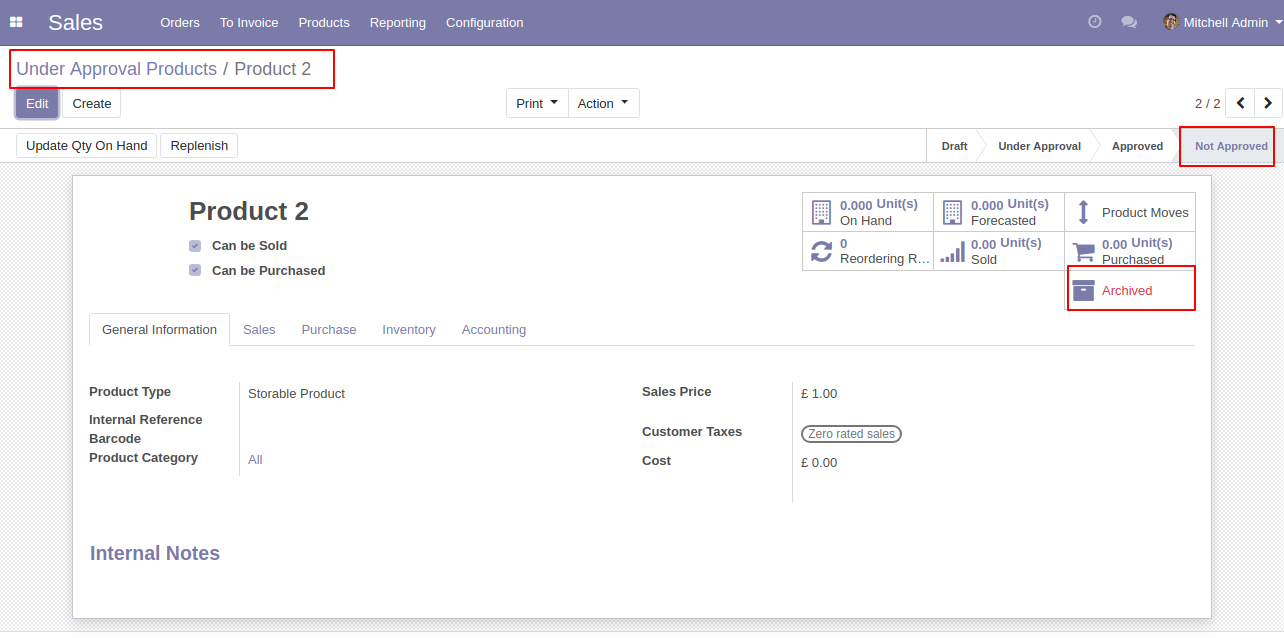 Sales Orders To Invoice Products Reporting Configuration Mitchell Admin
Under Approval Products / Product 2
Edit Create Print Action 2 / 2
Update Qty On Hand Replenish Draft Under Approval Approved Not Approved
Product 2
Can be Sold
Can be Purchased
0.000 Unit(s)
On Hand
0.000 Unit(s)
Forecasted
Product Moves
0
Reordering R...
0.00 Unit(s)
Sold
0.00 Unit(s)
Purchased
Archived
General Information Sales Purchase Inventory Accounting
Product Type Storable Product
Internal Reference
Barcode
Product Category All
Sales Price £ 1.00
Customer Taxes Zero rated sales
Cost £ 0.00
Internal Notes